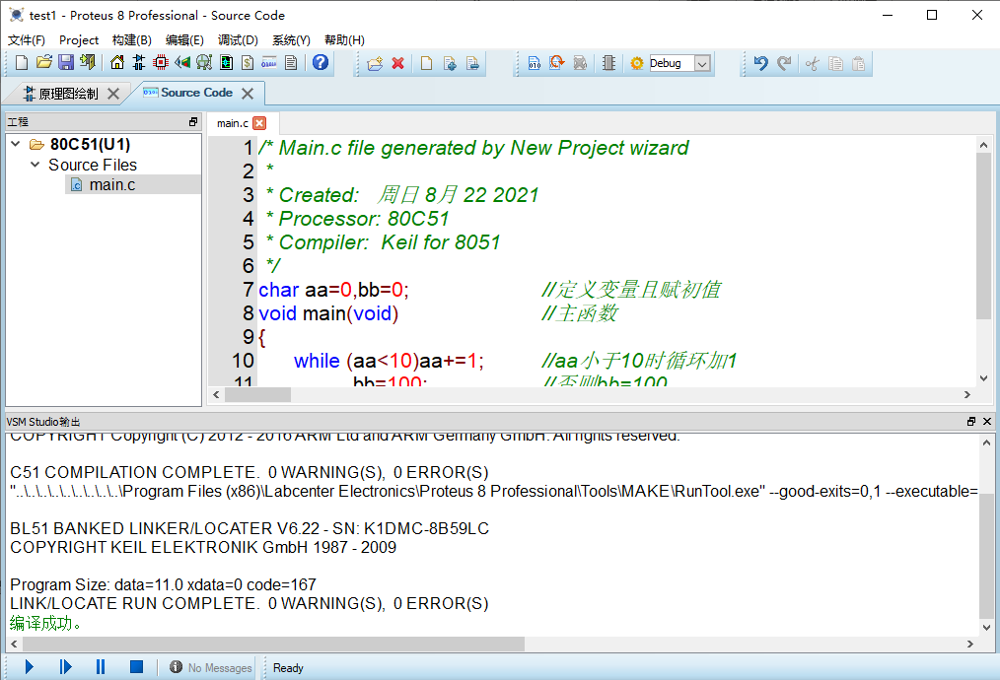 test1 - Proteus 8 Professional - Source Code
文件(F) Project 构建(B) 编辑(E) 调试(D) 系统(Y) 帮助(H)
Debug
原理图绘制 Source Code
工程
80C51(U1)
Source Files
main.c
main.c
1 /* Main.c file generated by New Project wizard
2 *
3 * Created: 周日 8月 22 2021
4 * Processor: 80C51
5 * Compiler: Keil for 8051
6 */
7 char aa=0,bb=0; //定义变量且赋初值
8 void main(void) //主函数
9 {
10 while (aa<10)aa+=1; //aa小于10时循环加1
11 bb=100; //否则bb=100
VSM Studio输出
COPYRIGHT Copyright (C) 2012 - 2016 ARM Ltd and ARM Germany GmbH. All rights reserved.
C51 COMPILATION COMPLETE. 0 WARNING(S), 0 ERROR(S)
"..\..\..\..\..\..\..\..\..\..\Program Files (x86)\Labcenter Electronics\Proteus 8 Professional\Tools\MAKE\RunTool.exe" --good-exits=0,1 --executable=
BL51 BANKED LINKER/LOCATER V6.22 - SN: K1DMC-8B59LC
COPYRIGHT KEIL ELEKTRONIK GmbH 1987 - 2009
Program Size: data=11.0 xdata=0 code=167
LINK/LOCATE RUN COMPLETE. 0 WARNING(S), 0 ERROR(S)
编译成功。
No Messages Ready